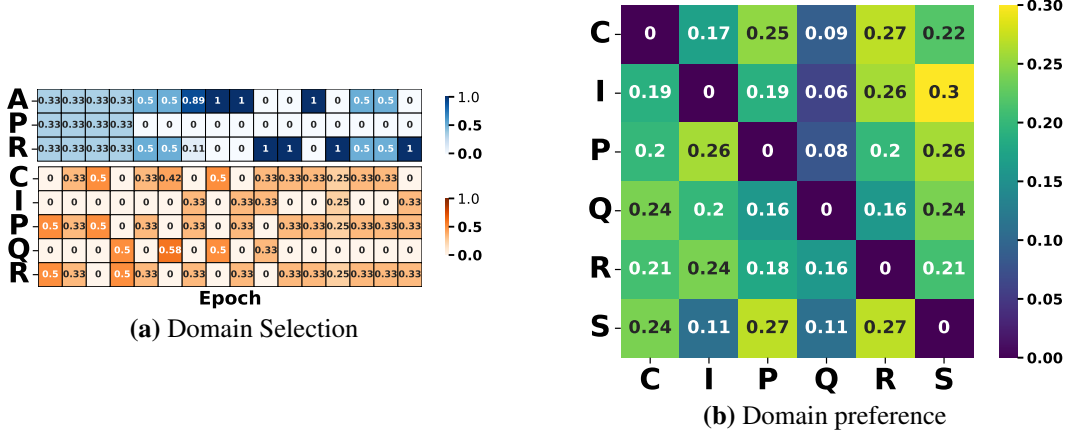 A 0.33 0.33 0.33 0.33 0.5 0.5 0.89 1 1 0 0 1 0 0.5 0.5 0
P 0.33 0.33 0.33 0.33 0 0 0 0 0 0 0 0 0 0 0 0
R 0.33 0.33 0.33 0.33 0.5 0.5 0.11 0 0 1 1 0 1 0.5 0.5 1
1.0
0.5
0.0
C 0 0.33 0.5 0 0.33 0.42 0 0.5 0 0.33 0.33 0.33 0.25 0.33 0.33 0
I 0 0 0 0 0 0 0.33 0 0.33 0.33 0 0 0.25 0 0 0.33
P 0.5 0.33 0.5 0 0.33 0 0.33 0 0.33 0 0.33 0.33 0.25 0.33 0.33 0.33
Q 0 0 0 0.5 0 0.58 0 0.5 0 0.33 0 0 0 0 0 0
R 0.5 0.33 0 0.5 0.33 0 0.33 0 0.33 0 0.33 0.33 0.25 0.33 0.33 0.33
1.0
0.5
0.0
Epoch
(a) Domain Selection
C 0 0.17 0.25 0.09 0.27 0.22
I 0.19 0 0.19 0.06 0.26 0.3
P 0.2 0.26 0 0.08 0.2 0.26
Q 0.24 0.2 0.16 0 0.16 0.24
R 0.21 0.24 0.18 0.16 0 0.21
S 0.24 0.11 0.27 0.11 0.27 0
C I P Q R S
0.30
0.25
0.20
0.15
0.10
0.05
0.00
(b) Domain preference